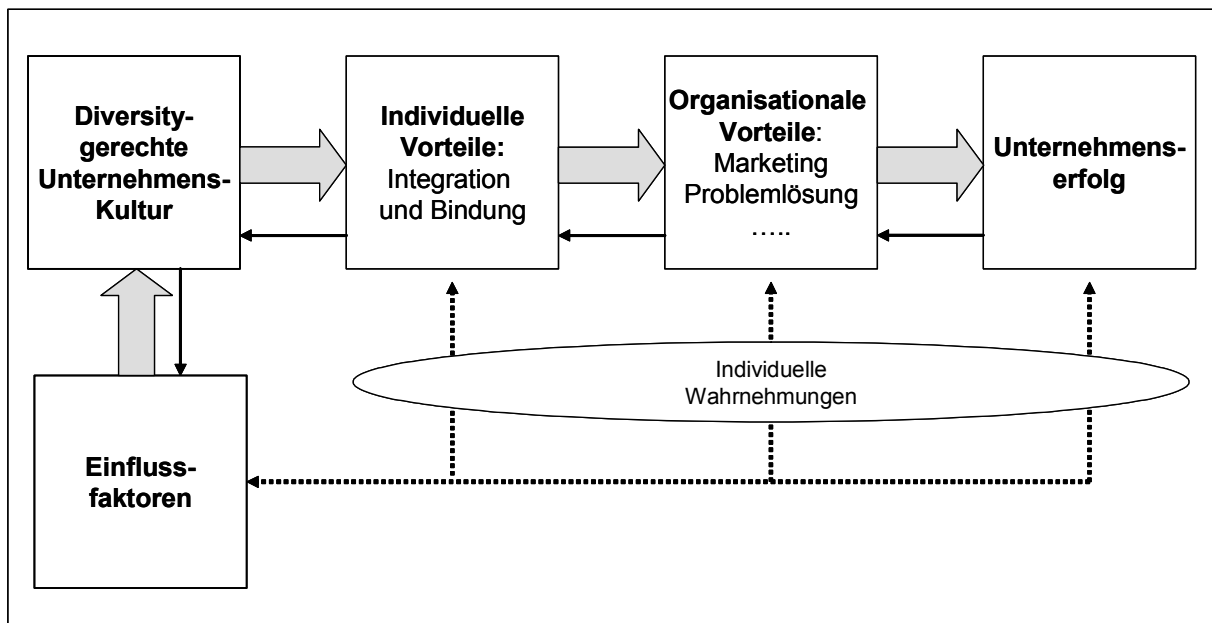 Diversity-
gerechte
Unternehmens-
Kultur
Individuelle
Vorteile:
Integration
und Bindung
Organisationale
Vorteile:
Marketing
Problemlösung
.….
Unternehmens-
erfolg
Individuelle
Wahrnehmungen
Einfluss-
faktoren